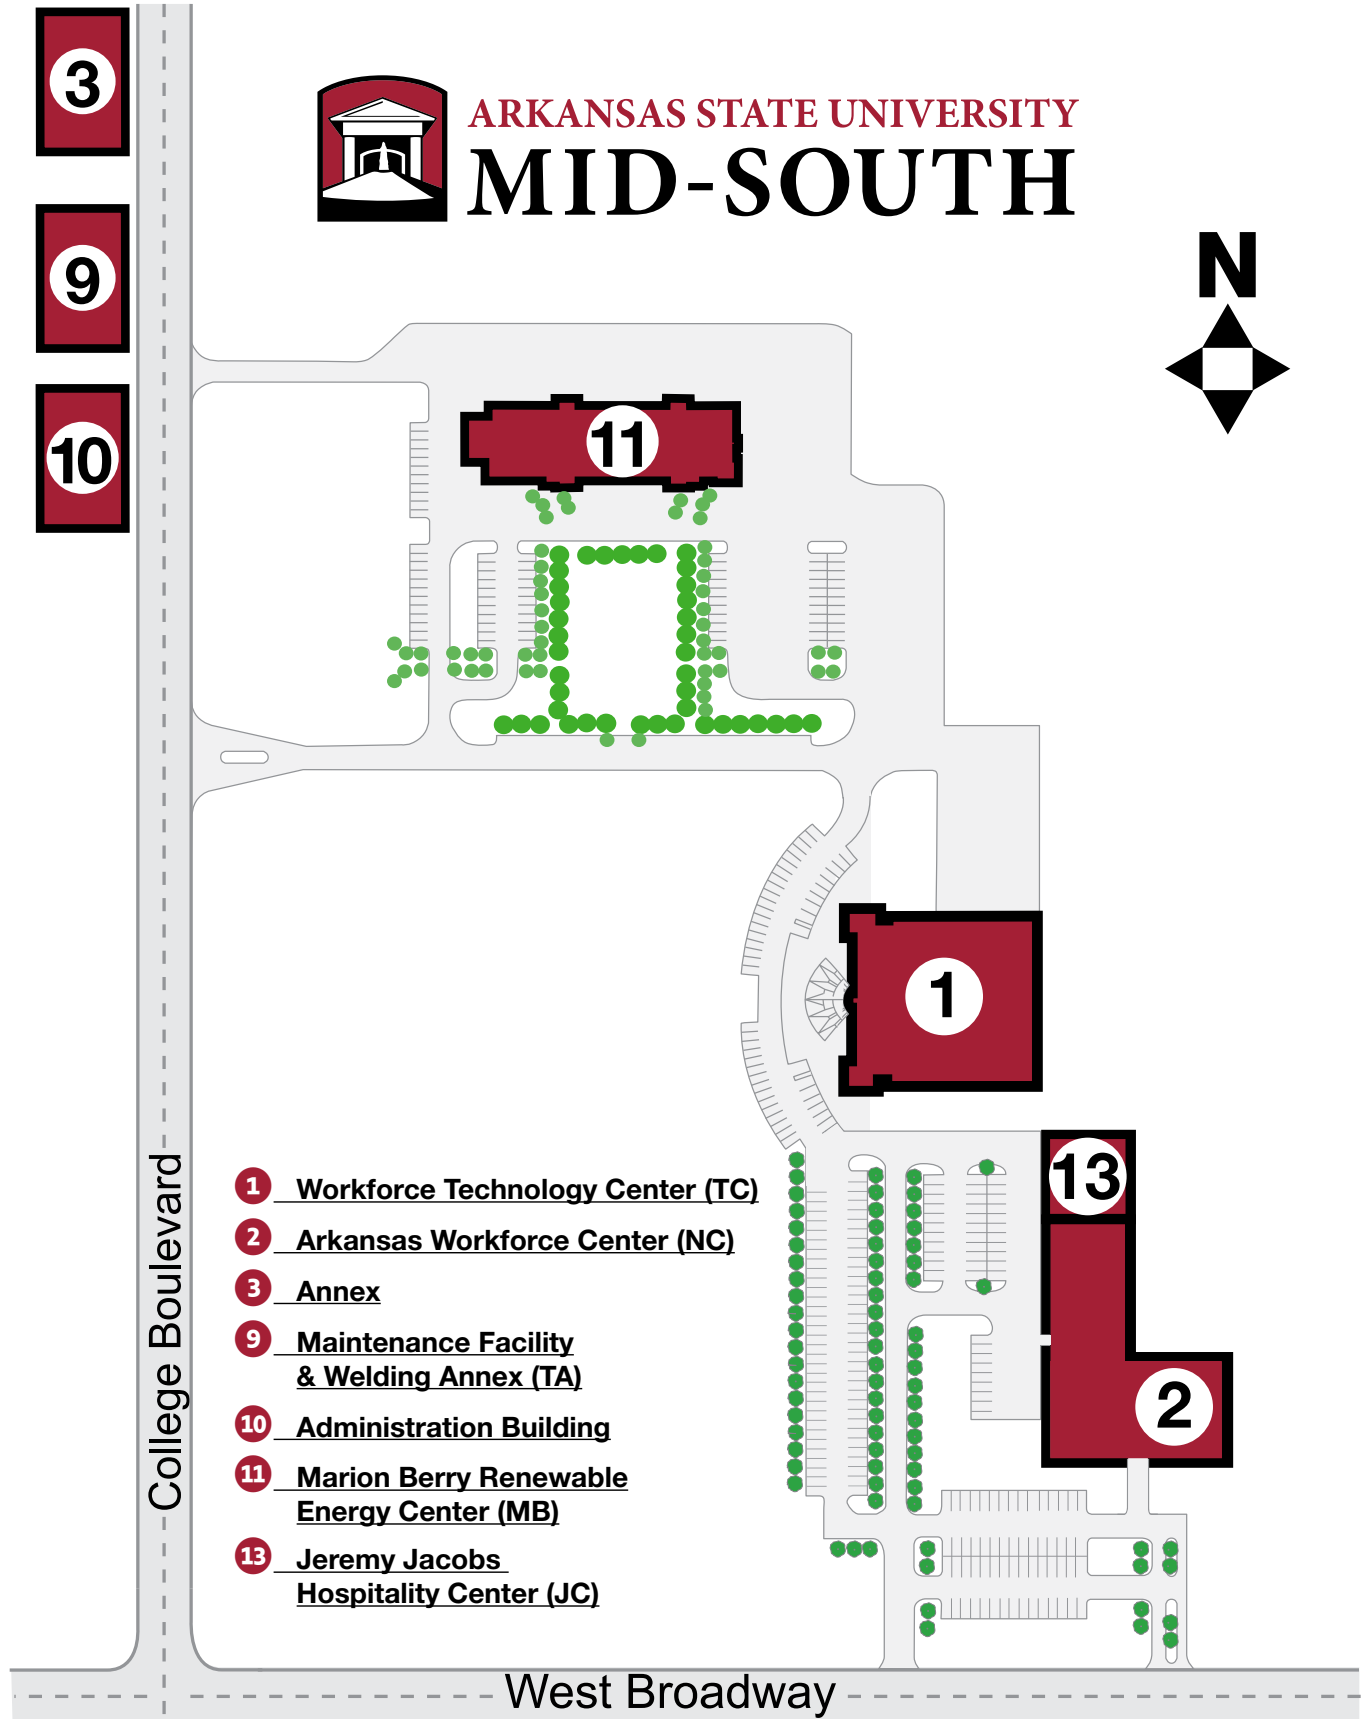 3
ARKANSAS STATE UNIVERSITY
MID-SOUTH
9
N
10
11
1
13
2
College Boulevard
1 Workforce Technology Center (TC)
2 Arkansas Workforce Center (NC)
3 Annex
9 Maintenance Facility
& Welding Annex (TA)
10 Administration Building
11 Marion Berry Renewable
Energy Center (MB)
13 Jeremy Jacobs
Hospitality Center (JC)
West Broadway